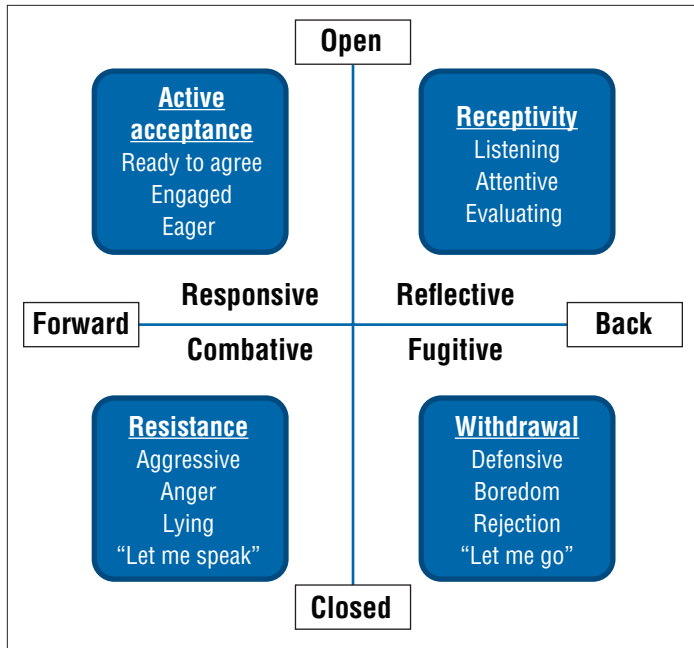 Open
Active
acceptance
Ready to agree
Engaged
Eager
Receptivity
Listening
Attentive
Evaluating
Responsive
Reflective
Forward
Back
Combative
Fugitive
Resistance
Aggressive
Anger
Lying
“Let me speak”
Withdrawal
Defensive
Boredom
Rejection
“Let me go”
Closed